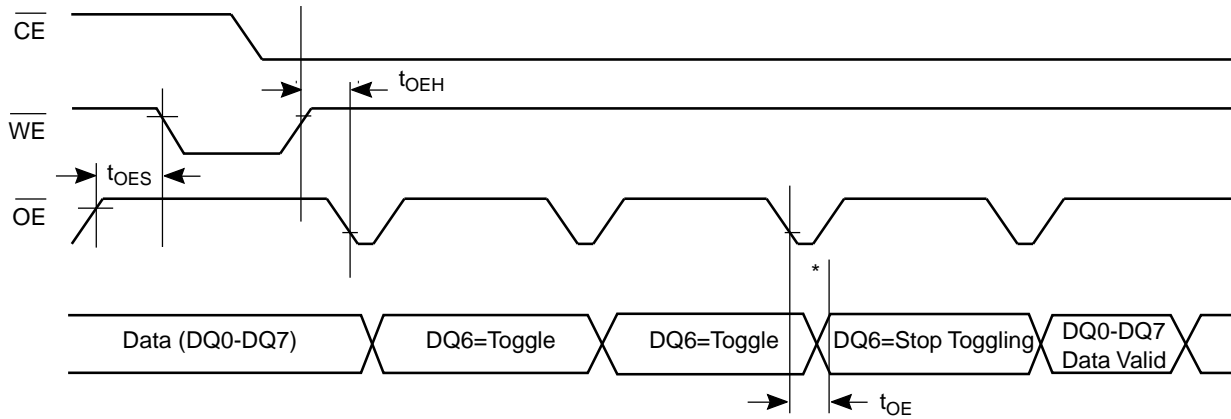 CE
tOEH
WE
tOES
OE
*
Data (DQ0-DQ7)
DQ6=Toggle
DQ6=Toggle
DQ6=Stop Toggling
DQ0-DQ7
Data Valid
tOE